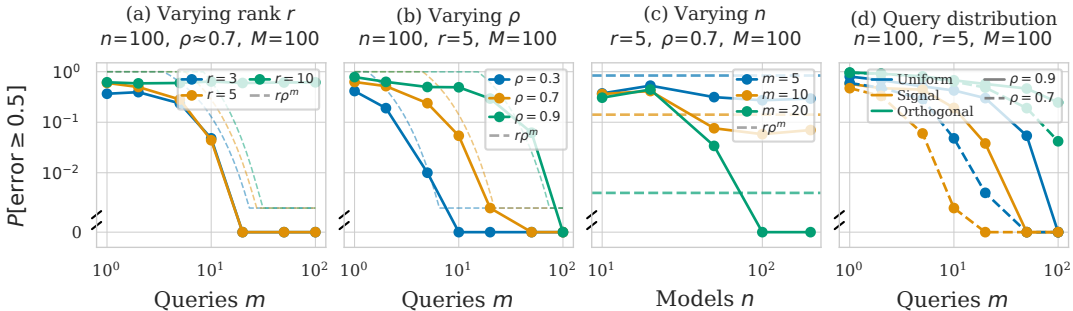 (a) Varying rank r
n=100, ρ≈0.7, M=100
(b) Varying ρ
n=100, r=5, M=100
(c) Varying n
r=5, ρ=0.7, M=100
(d) Query distribution
n=100, r=5, M=100
P[error ≥ 0.5]
10⁰
10⁻¹
10⁻²
0
r = 3
r = 5
r = 10
rρᵐ
10⁰
10¹
10²
Queries m
ρ = 0.3
ρ = 0.7
ρ = 0.9
rρᵐ
10⁰
10¹
10²
Queries m
m = 5
m = 10
m = 20
rρᵐ
10¹
10²
Models n
Uniform
Signal
Orthogonal
ρ = 0.9
ρ = 0.7
10⁰
10¹
10²
Queries m